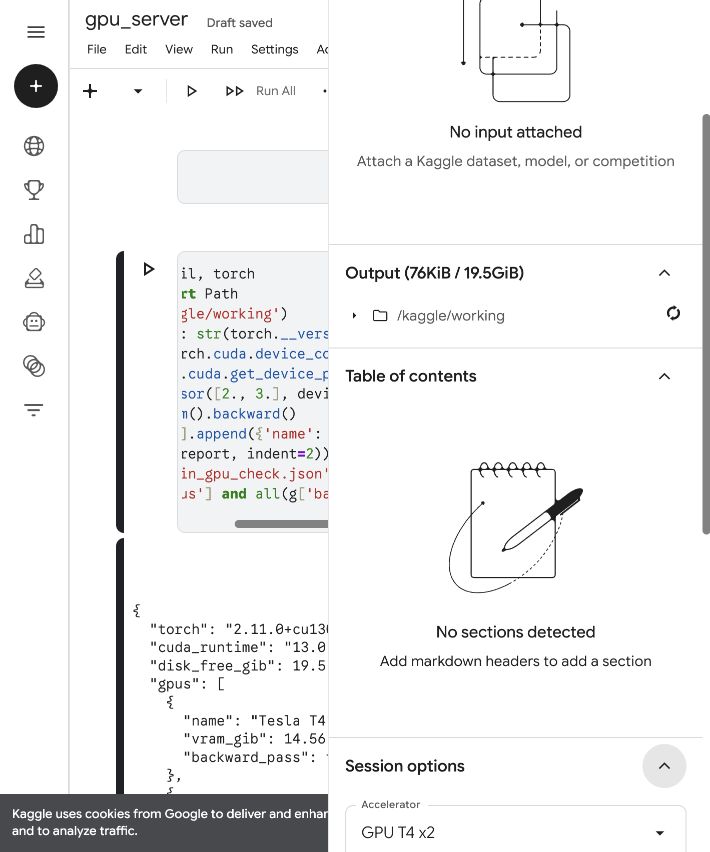 gpu_server Draft saved
File Edit View Run Settings
Run All
il, torch
rt Path
gle/working')
: str(torch.__vers
rch.cuda.device_co
.cuda.get_device_p
sor([2., 3.], devi
m().backward()
].append({'name':
report, indent=2))
in_gpu_check.json'
us'] and all(g['ba
{
"torch": "2.11.0+cu130
"cuda_runtime": "13.0
"disk_free_gib": 19.5
"gpus": [
{
"name": "Tesla T4
"vram_gib": 14.56
"backward_pass":
},
{
Kaggle uses cookies from Google to deliver and enhan
and to analyze traffic.
No input attached
Attach a Kaggle dataset, model, or competition
Output (76KiB / 19.5GiB)
/kaggle/working
Table of contents
No sections detected
Add markdown headers to add a section
Session options
Accelerator
GPU T4 x2